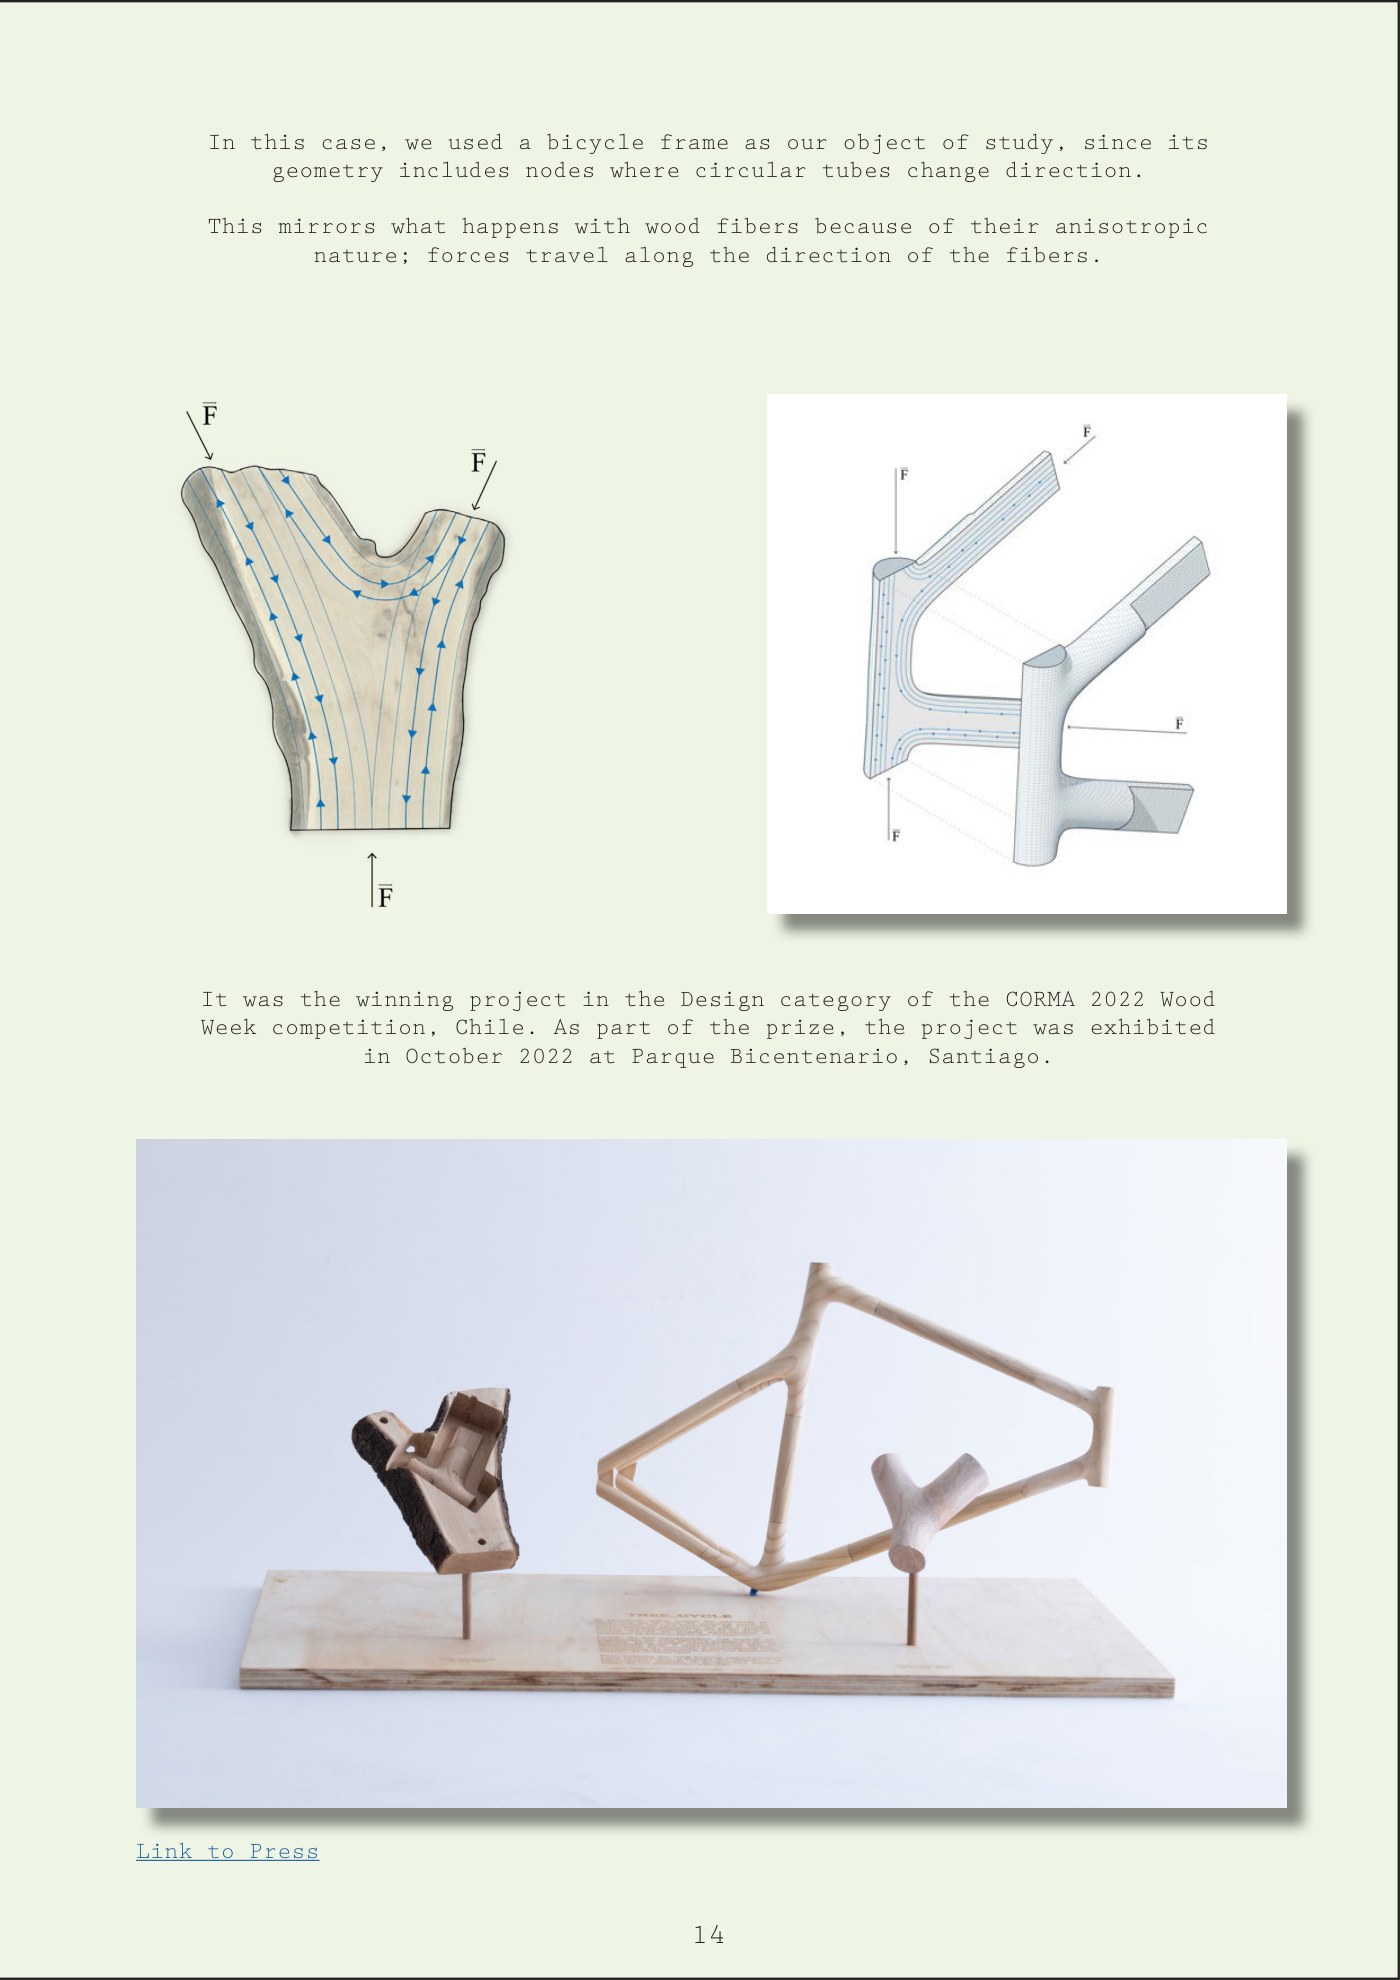 In this case, we used a bicycle frame as our object of study, since its
geometry includes nodes where circular tubes change direction.
This mirrors what happens with wood fibers because of their anisotropic
nature; forces travel along the direction of the fibers.
F̅
F̅
F̅
F̅
F̅
F̅
F̅
It was the winning project in the Design category of the CORMA 2022 Wood
Week competition, Chile. As part of the prize, the project was exhibited
in October 2022 at Parque Bicentenario, Santiago.
TREE_CYCLE
Link to Press
14